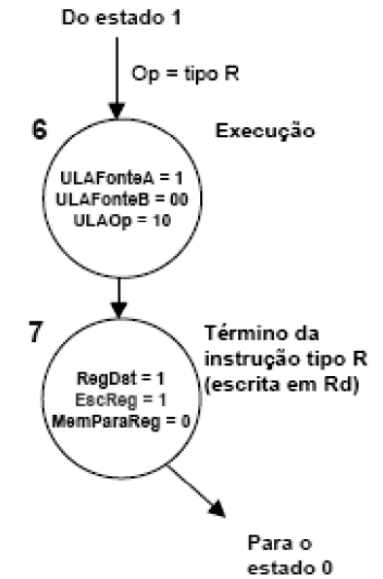 Do estado 1
Op = tipo R
6
Execução
ULAFonteA = 1
ULAFonteB = 00
ULAOp = 10
7
Término da
instrução tipo R
(escrita em Rd)
RegDst = 1
EscReg = 1
MemParaReg = 0
Para o
estado 0